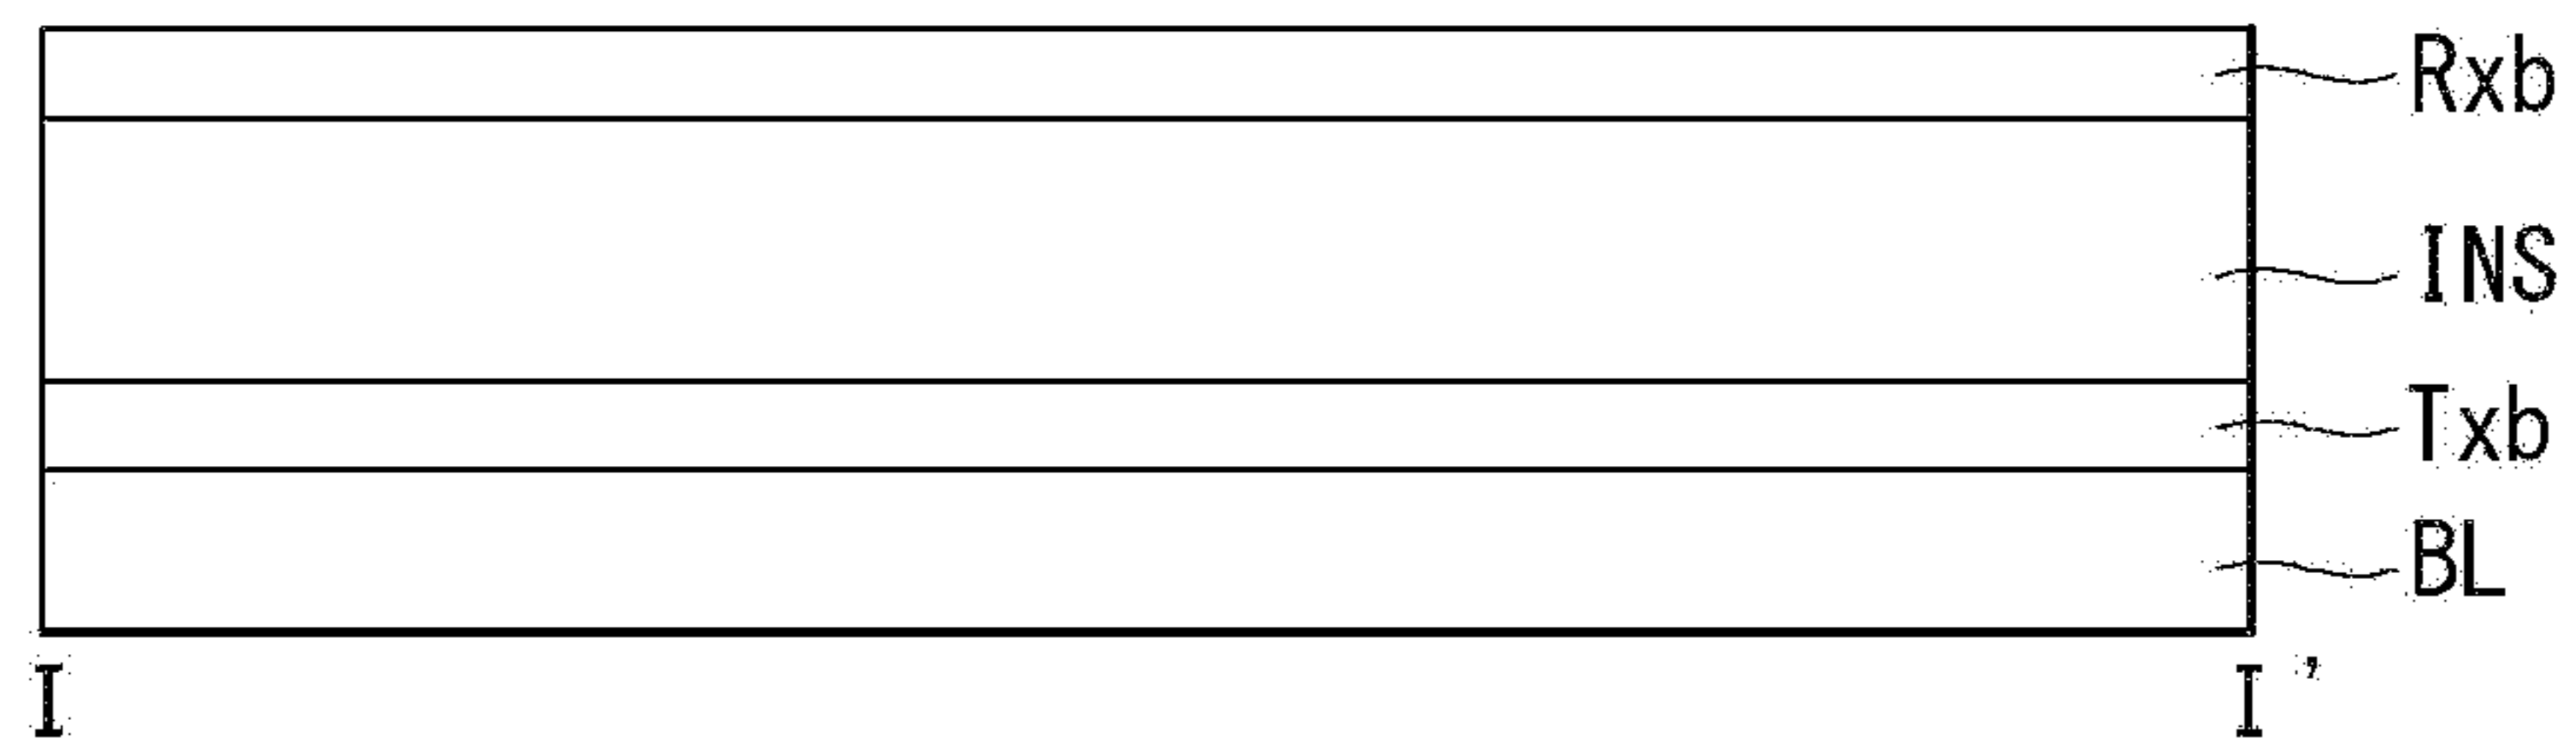 Rxb
INS
Txb
BL
I I'